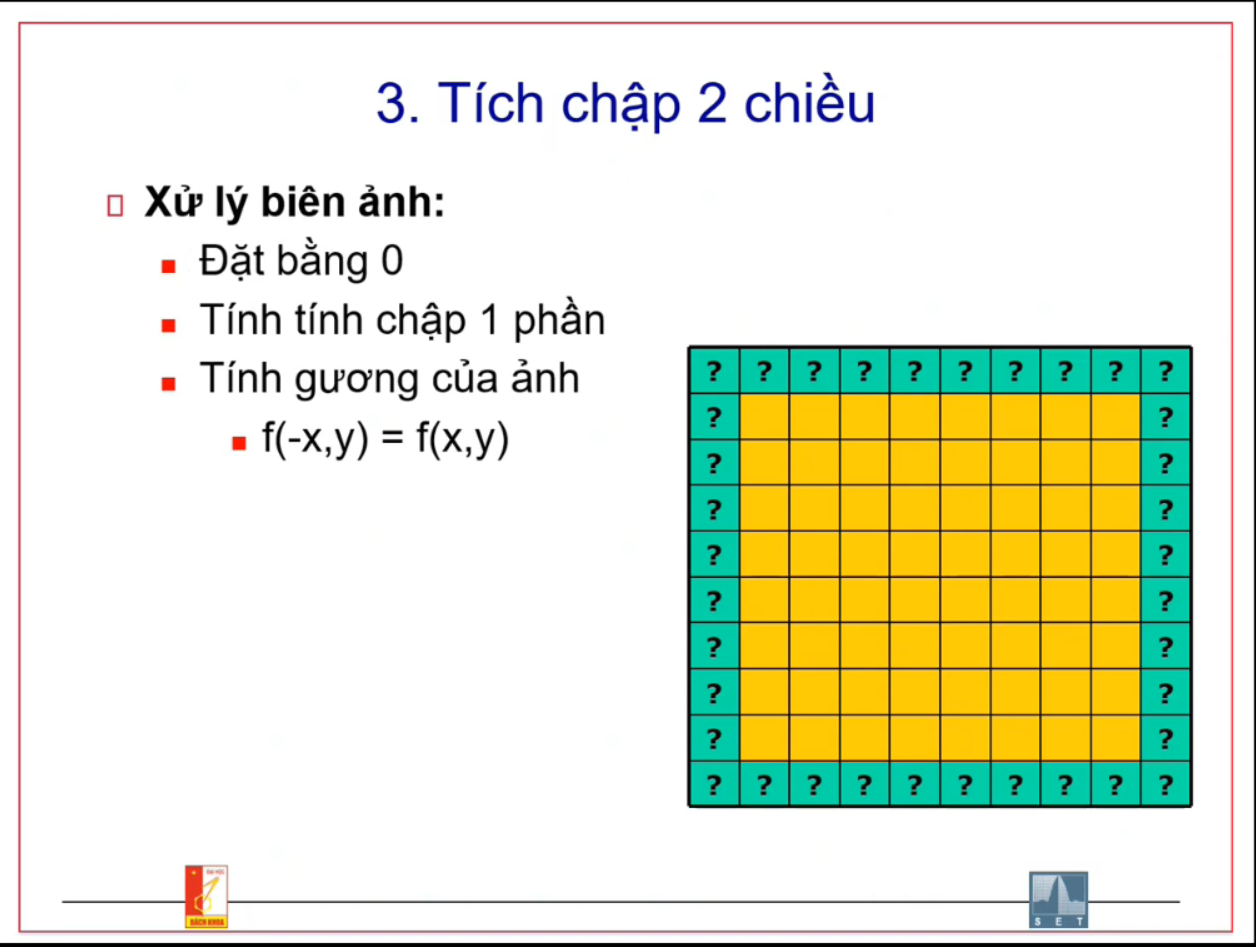 3. Tích chập 2 chiều
Xử lý biên ảnh:
Đặt bằng 0
Tính tính chập 1 phần
Tính gương của ảnh
f(-x,y) = f(x,y)
? ? ? ? ? ? ? ? ? ?
? ?
? ?
? ?
? ?
? ?
? ?
? ?
? ?
? ? ? ? ? ? ? ? ? ?
ĐẠI HỌC
BÁCH KHOA
S E T